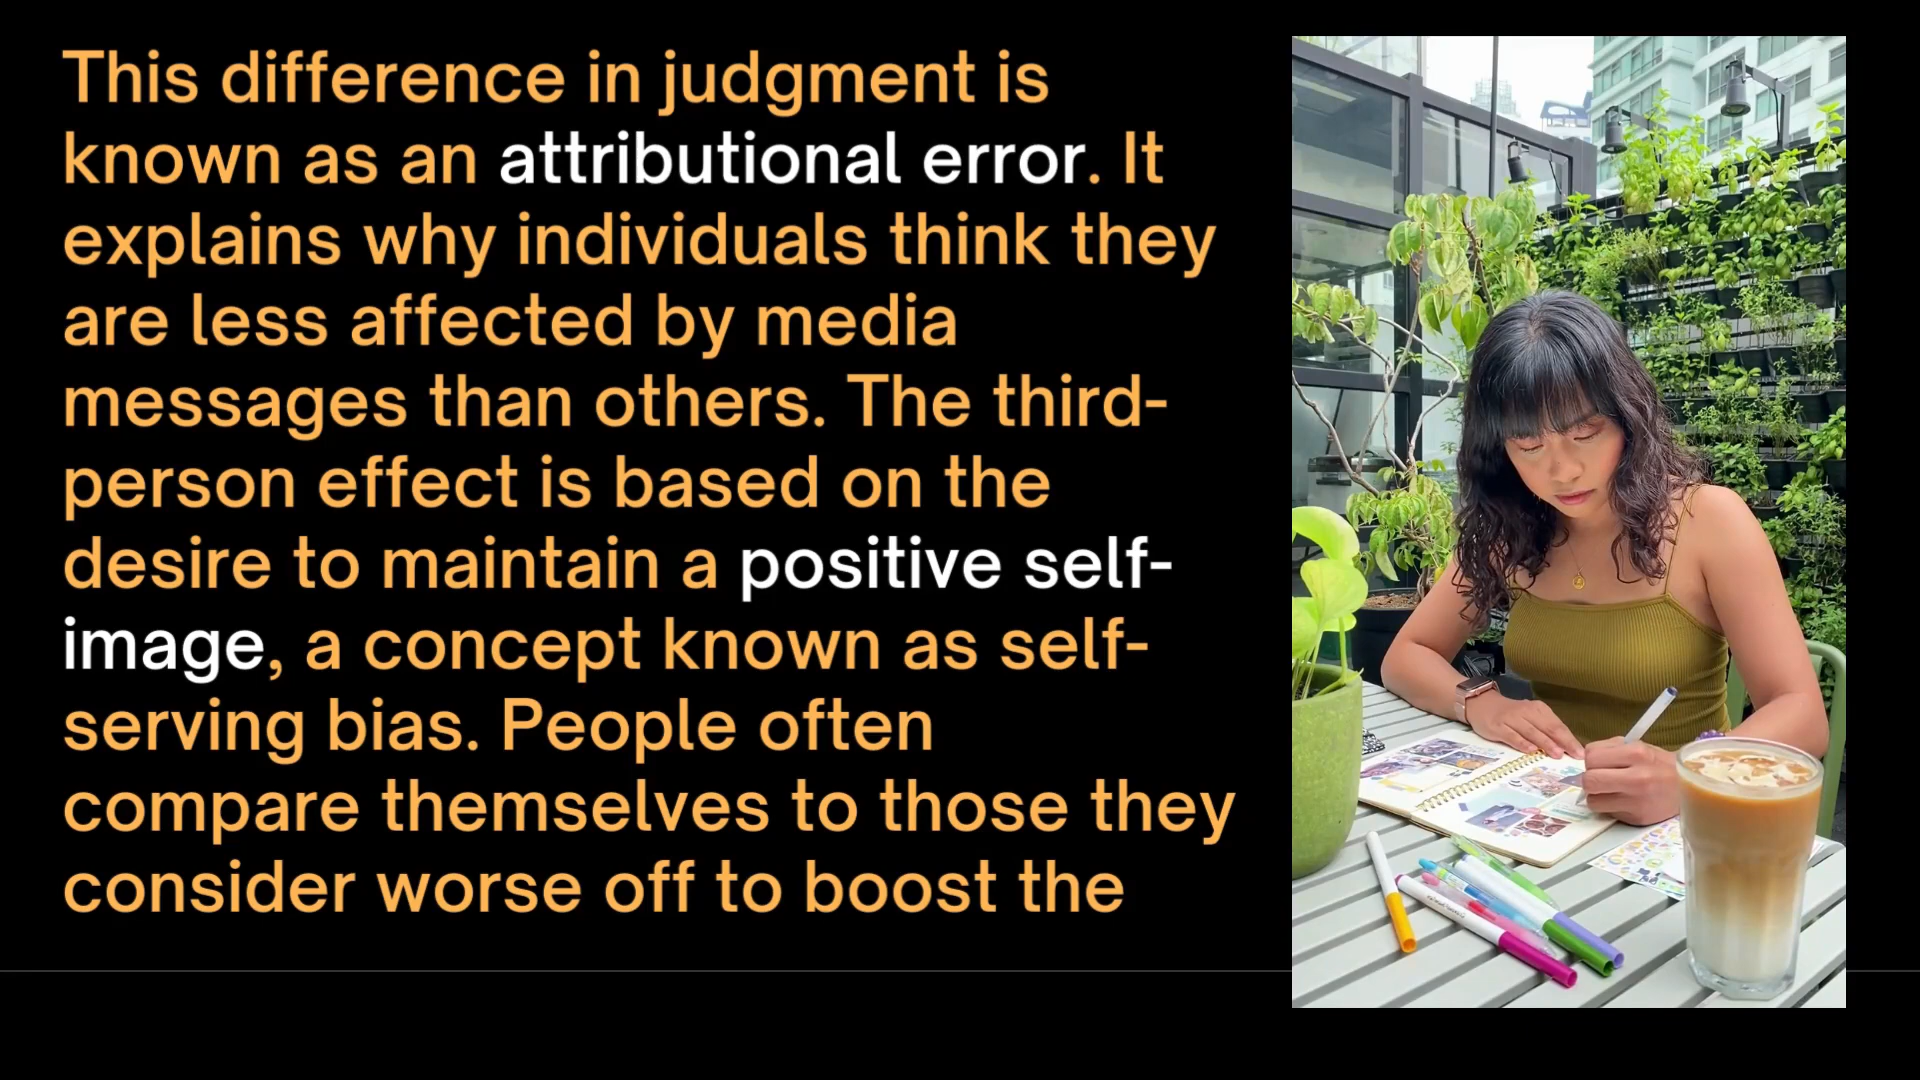 This difference in judgment is
known as an attributional error. It
explains why individuals think they
are less affected by media
messages than others. The third-
person effect is based on the
desire to maintain a positive self-
image, a concept known as self-
serving bias. People often
compare themselves to those they
consider worse off to boost the